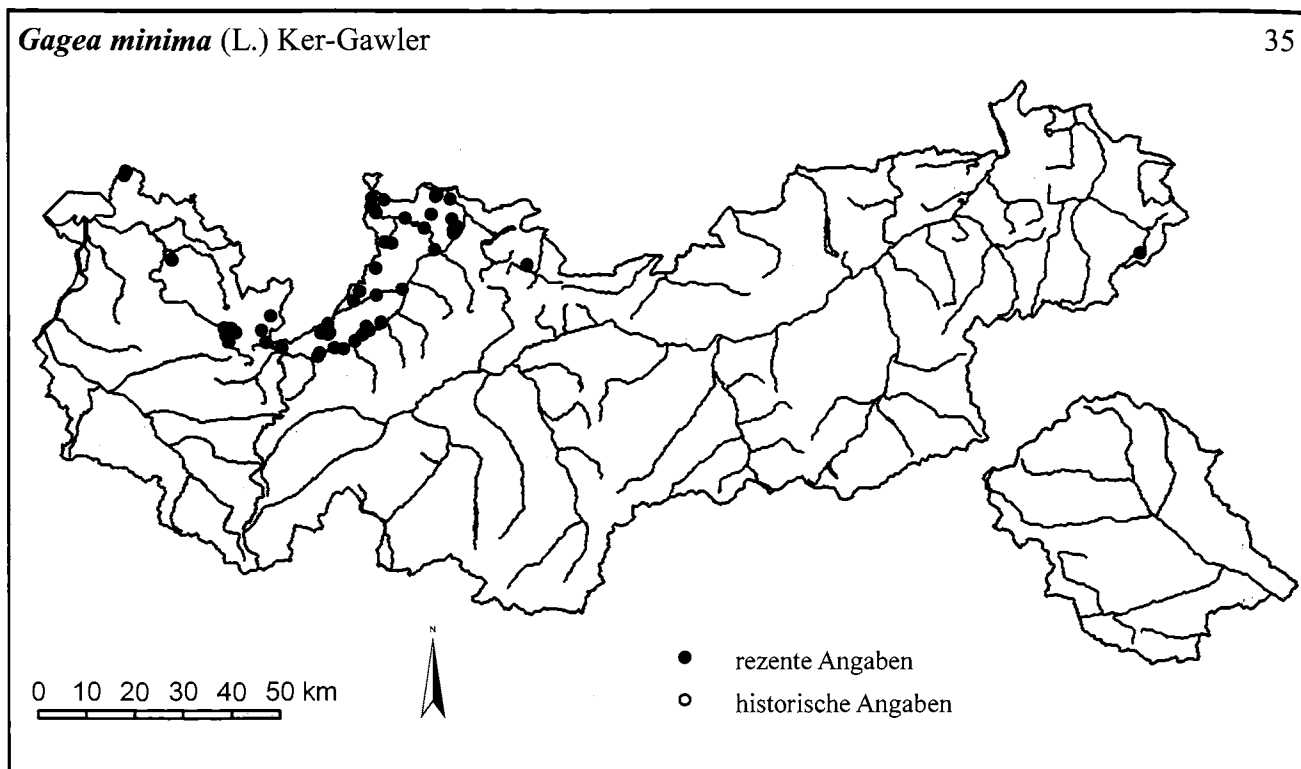 Gagea minima (L.) Ker-Gawler 35
N
rezente Angaben
0 10 20 30 40 50 km
historische Angaben